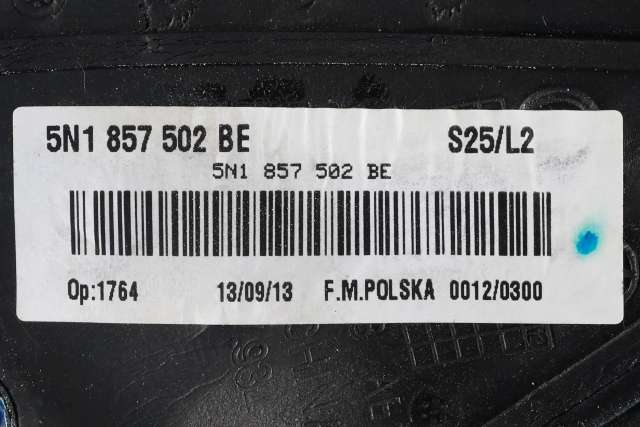 5N1 857 502 BE S25/L2
5N1 857 502 BE
Op:1764 13/09/13 F.M.POLSKA 0012/0300